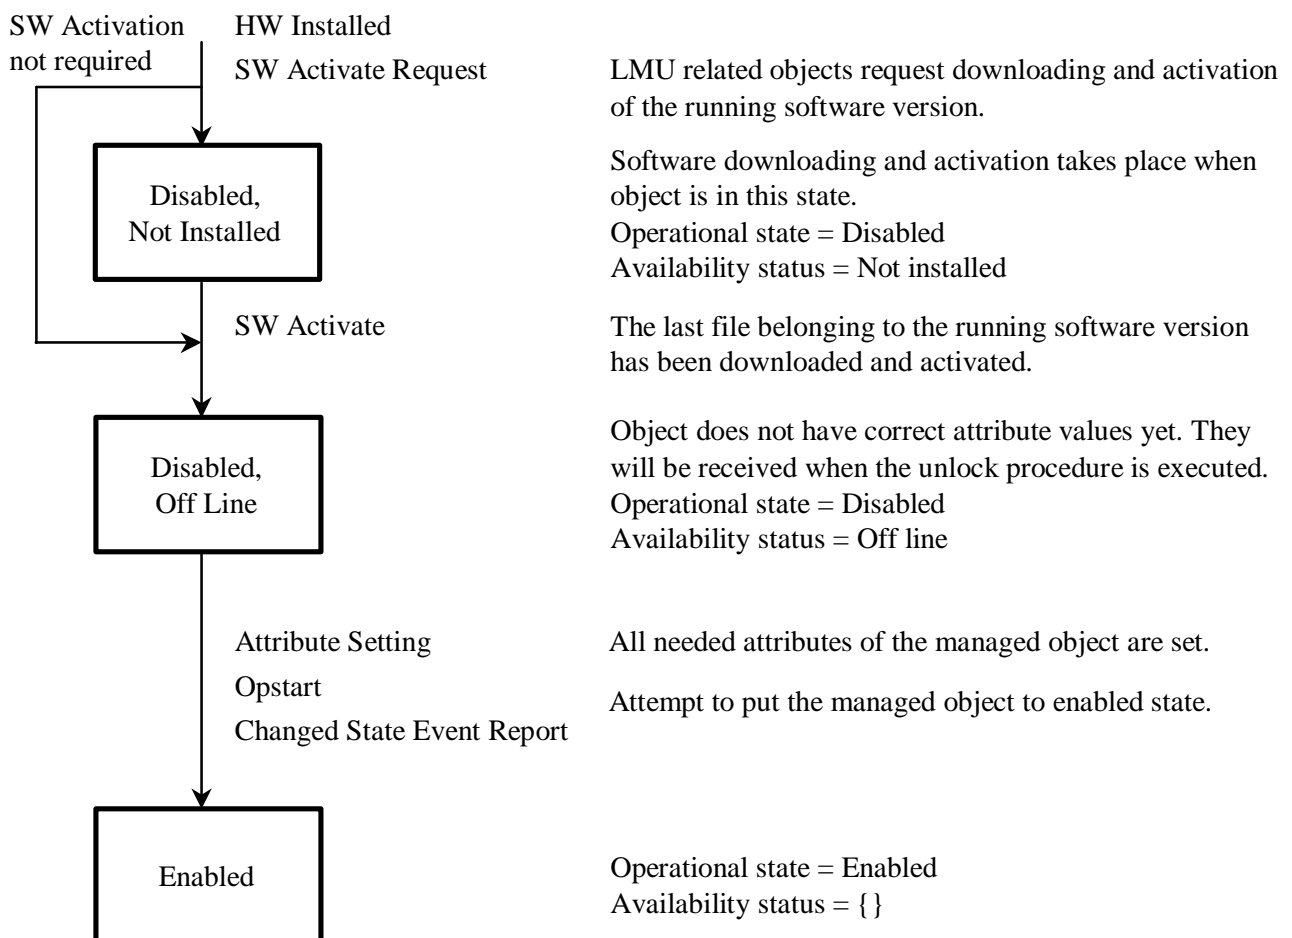 SW Activation
not required
HW Installed
SW Activate Request
LMU related objects request downloading and activation
of the running software version.
Disabled,
Not Installed
Software downloading and activation takes place when
object is in this state.
Operational state = Disabled
Availability status = Not installed
SW Activate
The last file belonging to the running software version
has been downloaded and activated.
Disabled,
Off Line
Object does not have correct attribute values yet. They
will be received when the unlock procedure is executed.
Operational state = Disabled
Availability status = Off line
Attribute Setting
All needed attributes of the managed object are set.
Opstart
Attempt to put the managed object to enabled state.
Changed State Event Report
Enabled
Operational state = Enabled
Availability status = {}